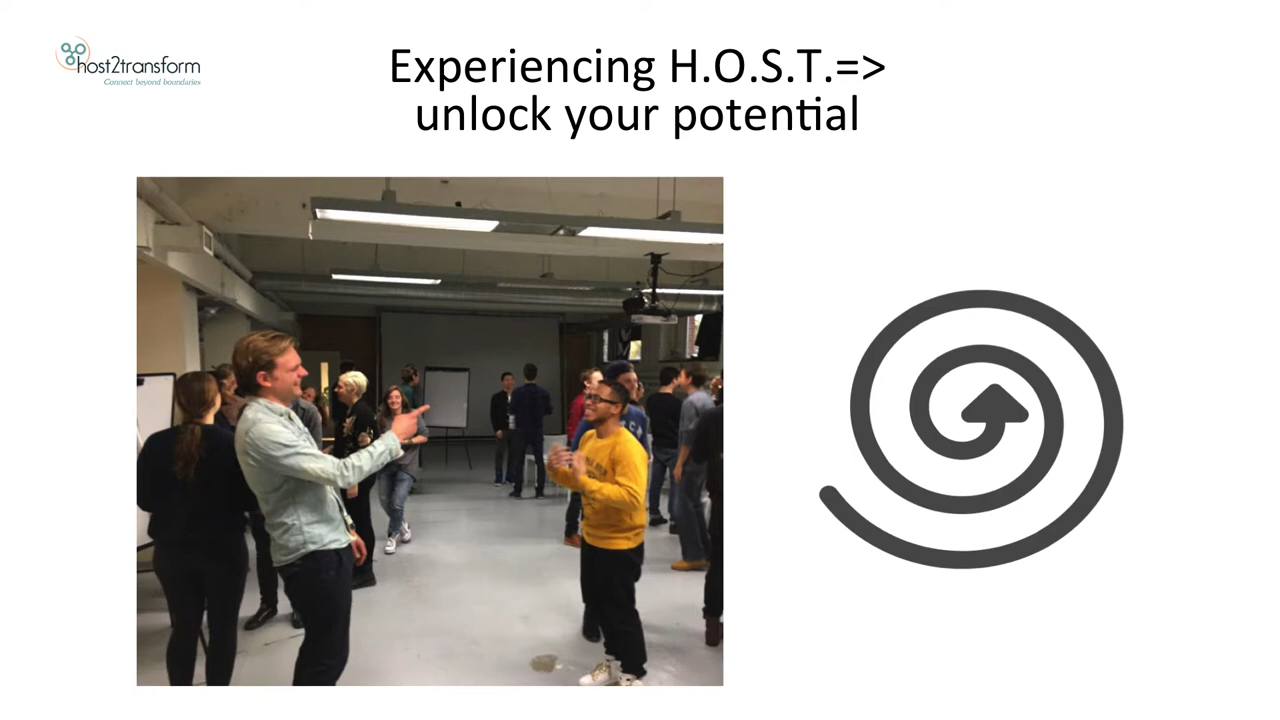 host2transform
Connect beyond boundaries
Experiencing H.O.S.T.=>
unlock your potential